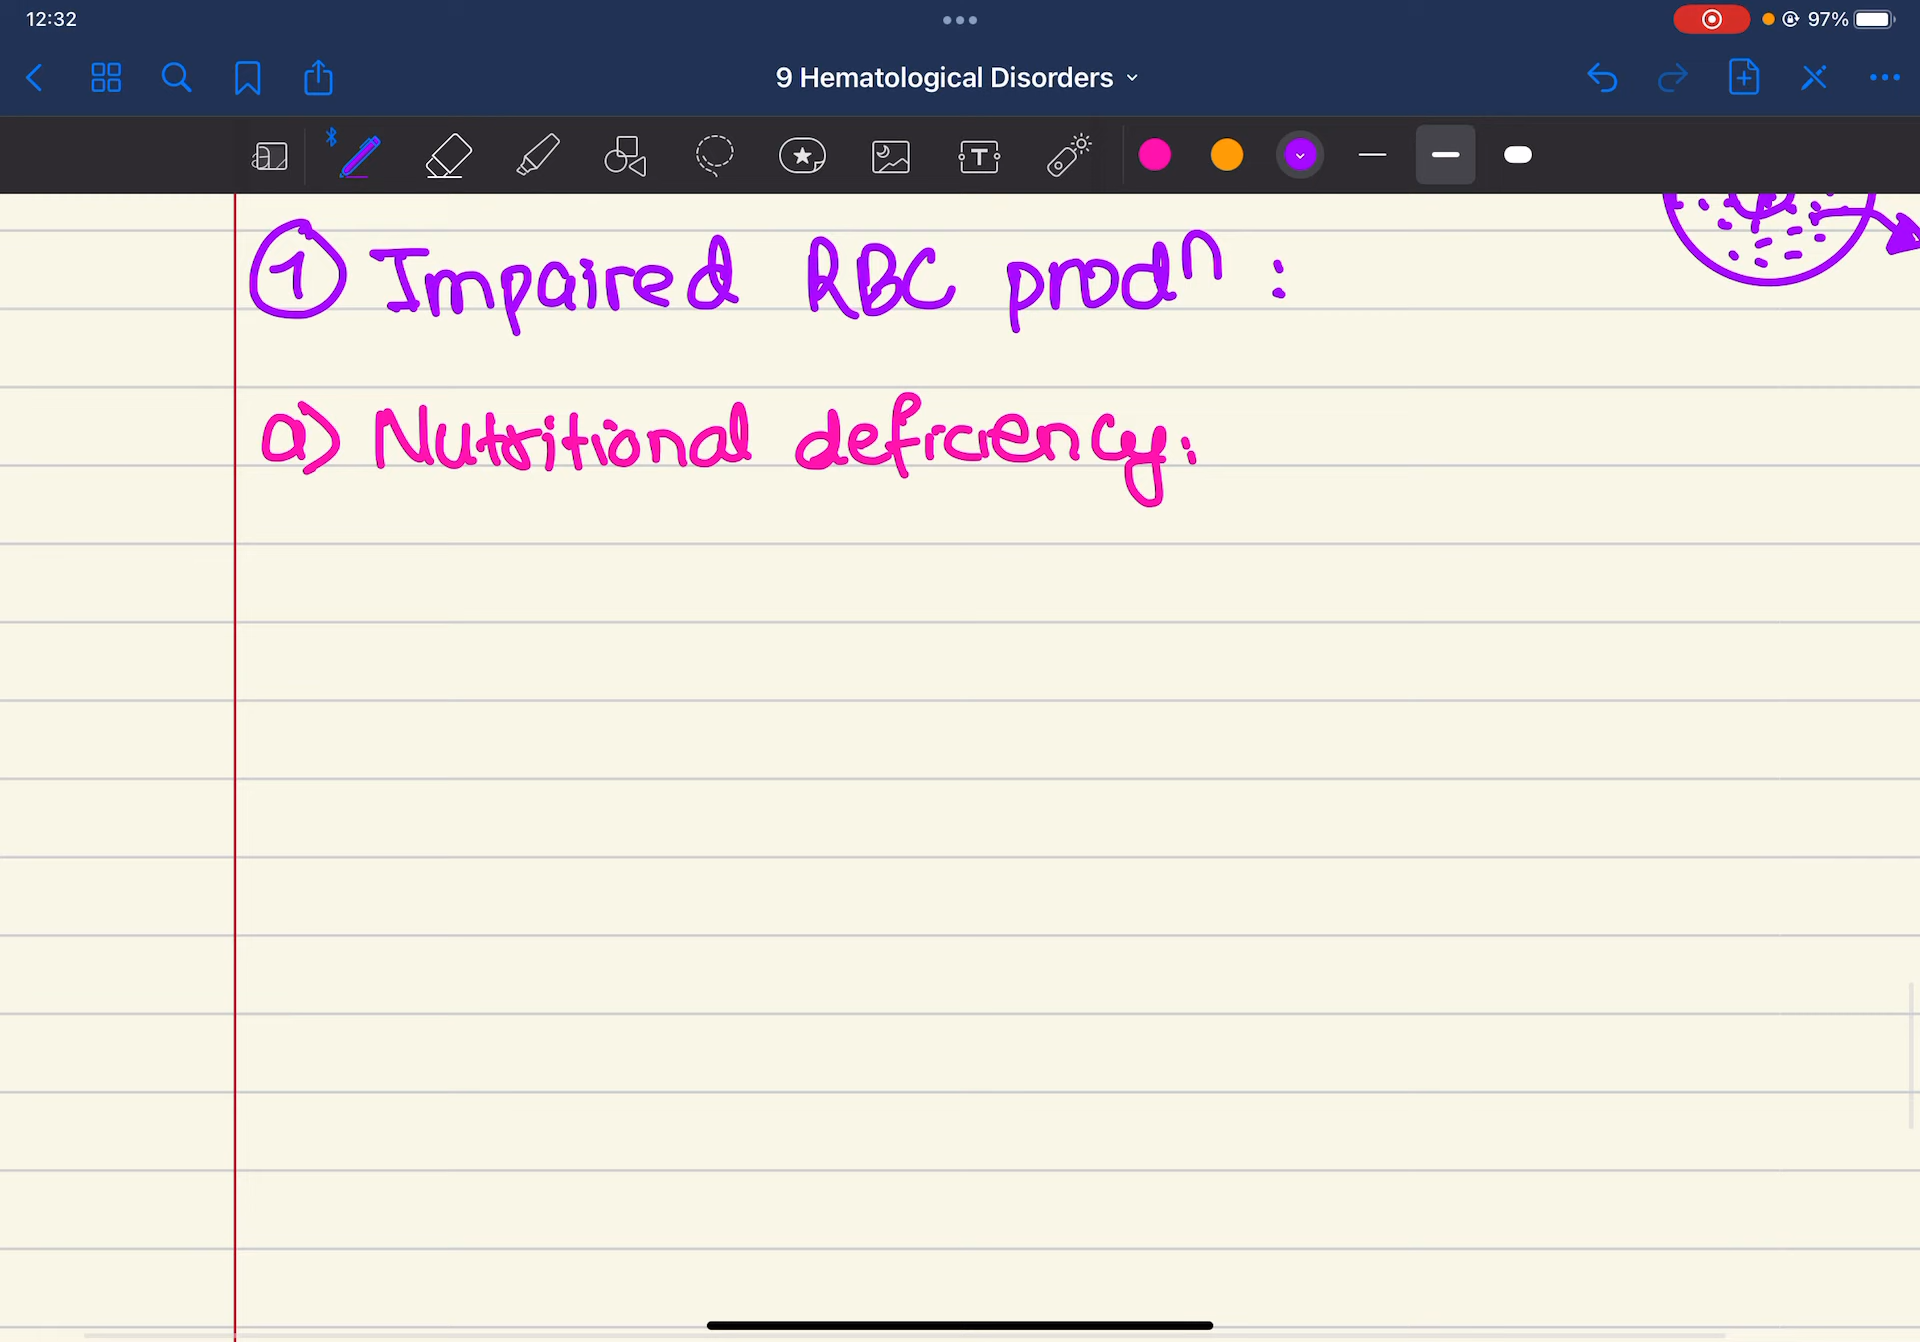 12:32
97%
9 Hematological Disorders
T
① Impaired RBC prodⁿ :
a) Nutritional deficiency: